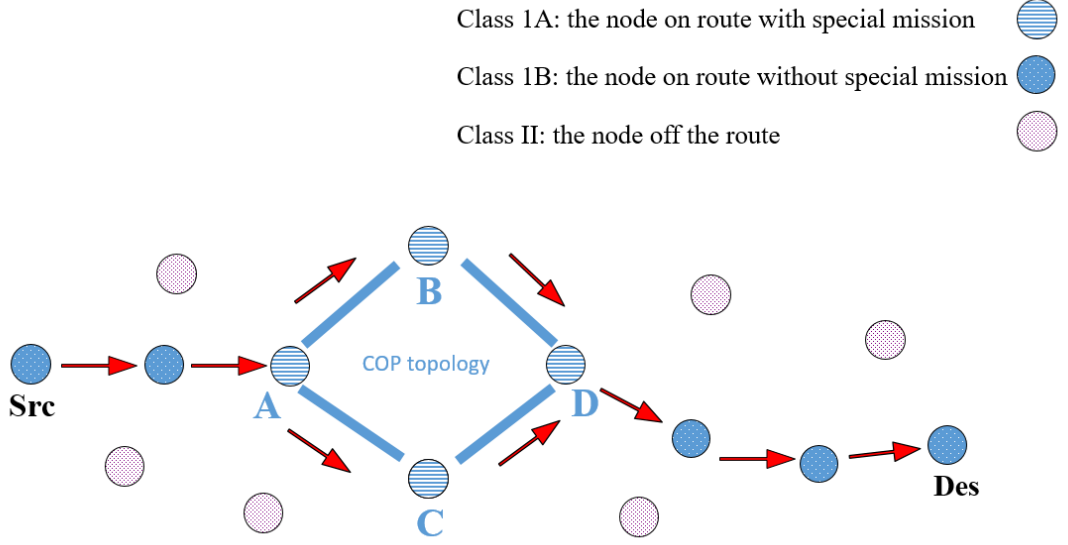 Class 1A: the node on route with special mission
Class 1B: the node on route without special mission
Class II: the node off the route
B
COP topology
Src
A
D
Des
C